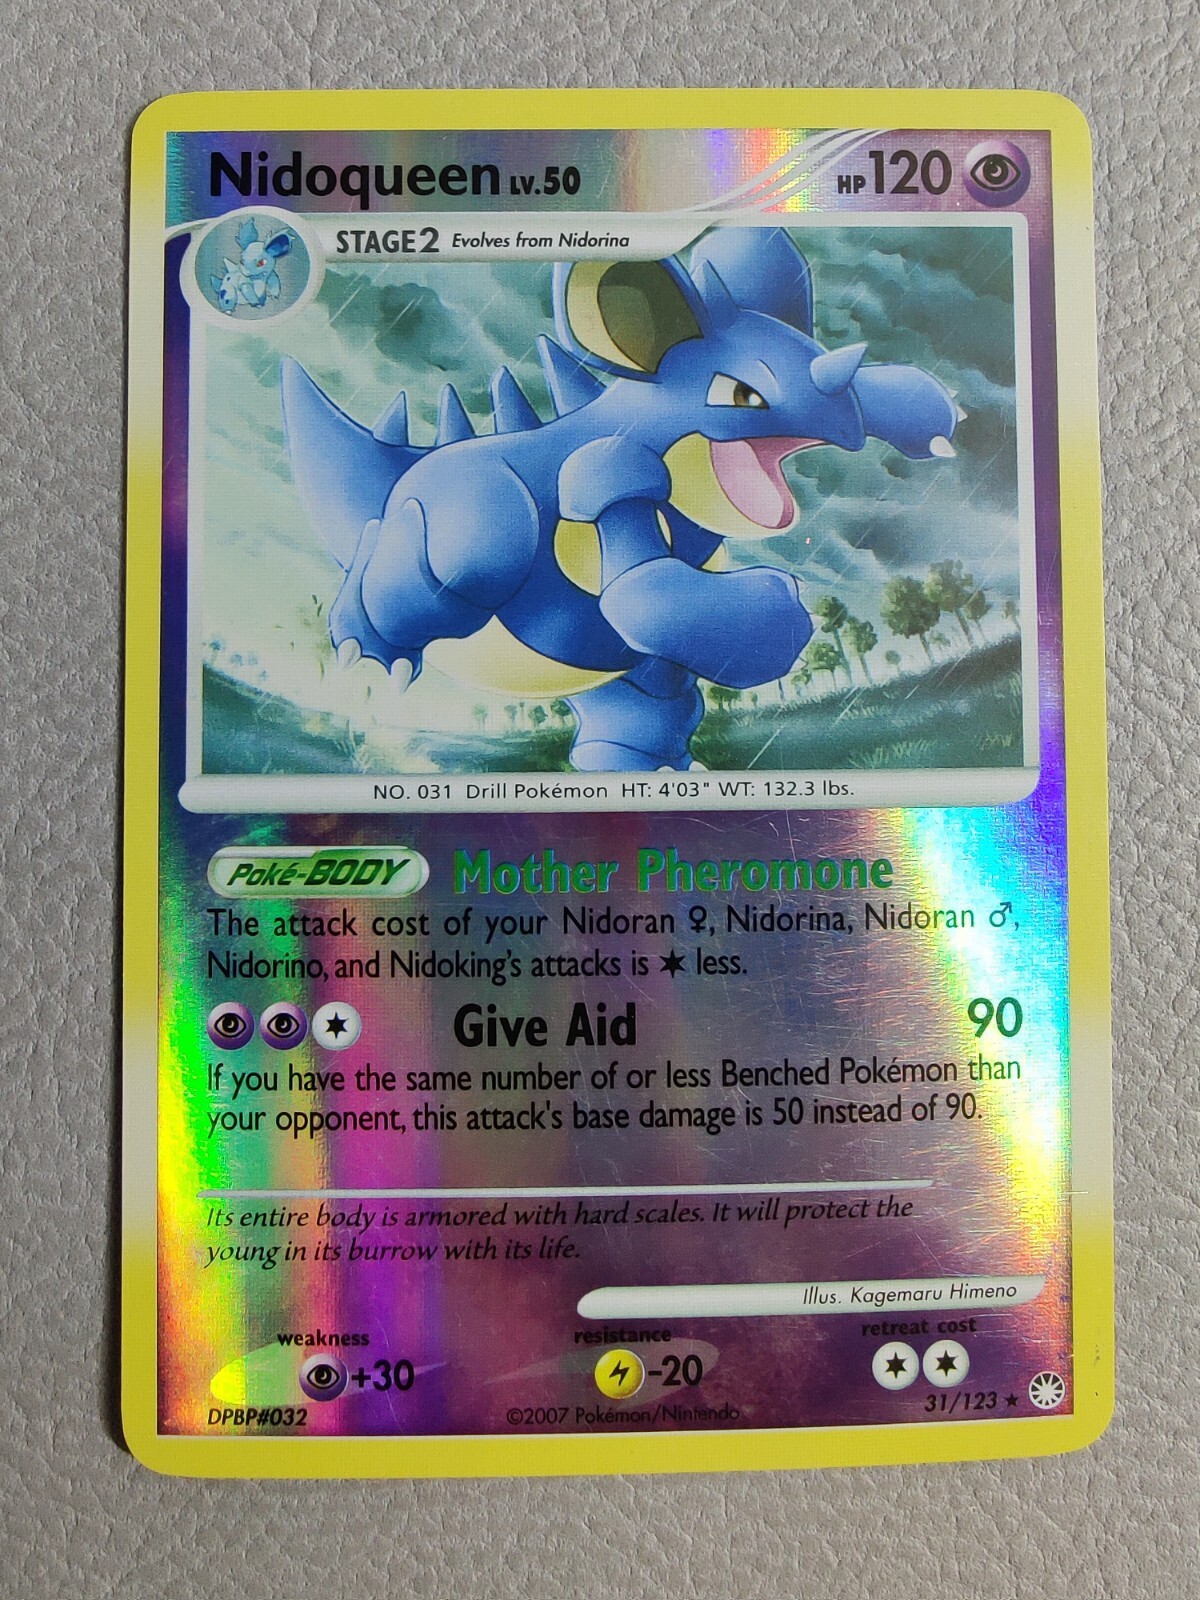 Nidoqueen LV.50 HP 120
STAGE2 Evolves from Nidorina
NO. 031 Drill Pokémon HT: 4'03" WT: 132.3 lbs.
Poké-BODY Mother Pheromone
The attack cost of your Nidoran ♀, Nidorina, Nidoran ♂,
Nidorino, and Nidoking's attacks is ★ less.
Give Aid 90
If you have the same number of or less Benched Pokémon than
your opponent, this attack's base damage is 50 instead of 90.
Its entire body is armored with hard scales. It will protect the
young in its burrow with its life.
Illus. Kagemaru Himeno
weakness resistance retreat cost
+30 -20
DPBP#032 ©2007 Pokémon/Nintendo 31/123 ★